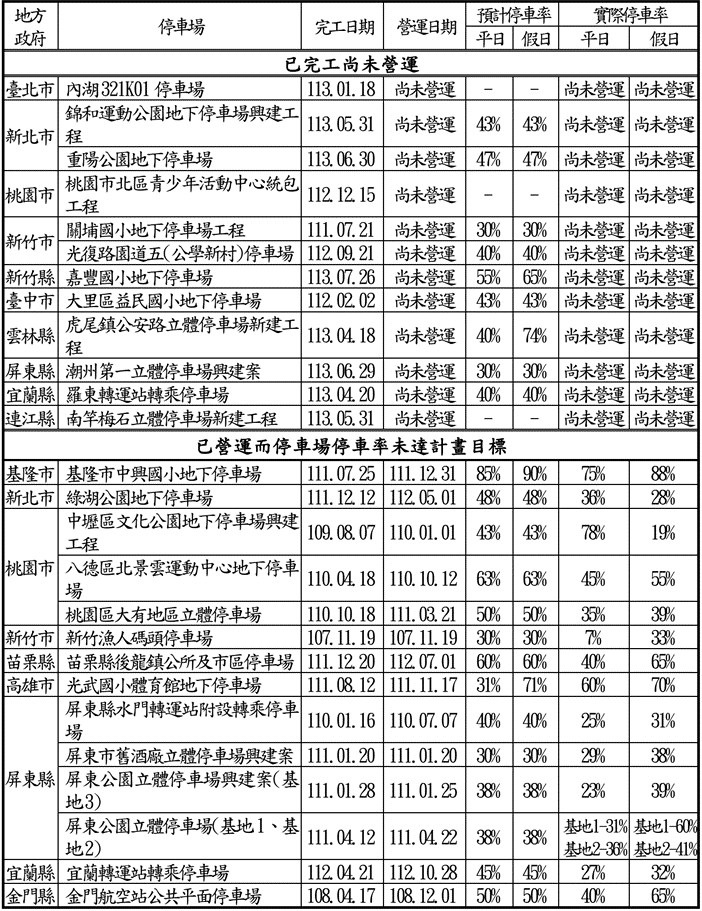 地方政府 停車場 完工日期 營運日期 預計停車率 實際停車率
平日 假日 平日 假日
已完工尚未營運
臺北市 內湖321K01 停車場 113.01.18 尚未營運 - - 尚未營運 尚未營運
新北市 錦和運動公園地下停車場興建工程 113.05.31 尚未營運 43% 43% 尚未營運 尚未營運
重陽公園地下停車場 113.06.30 尚未營運 47% 47% 尚未營運 尚未營運
桃園市 桃園市北區青少年活動中心統包工程 112.12.15 尚未營運 - - 尚未營運 尚未營運
新竹市 關埔國小地下停車場工程 111.07.21 尚未營運 30% 30% 尚未營運 尚未營運
光復路園道五(公學新村)停車場 112.09.21 尚未營運 40% 40% 尚未營運 尚未營運
新竹縣 嘉豐國小地下停車場 113.07.26 尚未營運 55% 65% 尚未營運 尚未營運
臺中市 大里區益民國小地下停車場 112.02.02 尚未營運 43% 43% 尚未營運 尚未營運
雲林縣 虎尾鎮公安路立體停車場新建工程 113.04.18 尚未營運 40% 74% 尚未營運 尚未營運
屏東縣 潮州第一立體停車場興建案 113.06.29 尚未營運 30% 30% 尚未營運 尚未營運
宜蘭縣 羅東轉運站轉乘停車場 113.04.20 尚未營運 40% 40% 尚未營運 尚未營運
連江縣 南竿梅石立體停車場新建工程 113.05.31 尚未營運 - - 尚未營運 尚未營運
已營運而停車場停車率未達計畫目標
基隆市 基隆市中興國小地下停車場 111.07.25 111.12.31 85% 90% 75% 88%
新北市 綠湖公園地下停車場 111.12.12 112.05.01 48% 48% 36% 28%
桃園市 中壢區文化公園地下停車場興建工程 109.08.07 110.01.01 43% 43% 78% 19%
八德區北景雲運動中心地下停車場 110.04.18 110.10.12 63% 63% 45% 55%
桃園區大有地區立體停車場 110.10.18 111.03.21 50% 50% 35% 39%
新竹市 新竹漁人碼頭停車場 107.11.19 107.11.19 30% 30% 7% 33%
苗栗縣 苗栗縣後龍鎮公所及市區停車場 111.12.20 112.07.01 60% 60% 40% 65%
高雄市 光武國小體育館地下停車場 111.08.12 111.11.17 31% 71% 60% 70%
屏東縣 屏東縣水門轉運站附設轉乘停車場 110.01.16 110.07.07 40% 40% 25% 31%
屏東市舊酒廠立體停車場興建案 111.01.20 111.01.20 30% 30% 29% 38%
屏東公園立體停車場興建案(基地3) 111.01.28 111.01.25 38% 38% 23% 39%
屏東公園立體停車場(基地1、基地2) 111.04.12 111.04.22 38% 38% 基地1-31% 基地2-36% 基地1-60% 基地2-41%
宜蘭縣 宜蘭轉運站轉乘停車場 112.04.21 112.10.28 45% 45% 27% 32%
金門縣 金門航空站公共平面停車場 108.04.17 108.12.01 50% 50% 40% 65%